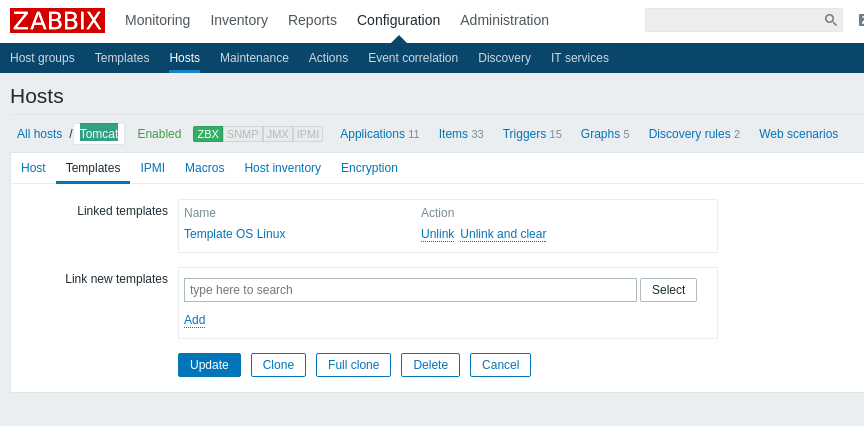 ZABBIX Monitoring Inventory Reports Configuration Administration
Host groups Templates Hosts Maintenance Actions Event correlation Discovery IT services
Hosts
All hosts / Tomcat Enabled ZBX SNMP JMX IPMI Applications 11 Items 33 Triggers 15 Graphs 5 Discovery rules 2 Web scenarios
Host Templates IPMI Macros Host inventory Encryption
Linked templates Name Action
Template OS Linux Unlink Unlink and clear
Link new templates
type here to search Select
Add
Update Clone Full clone Delete Cancel